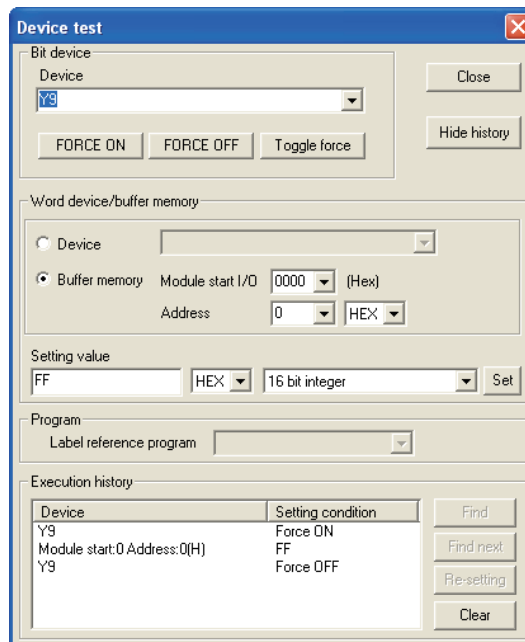 Device test
Bit device
Device
Y9
Close
FORCE ON FORCE OFF Toggle force
Hide history
Word device/buffer memory
Device
Buffer memory Module start I/O 0000 (Hex)
Address 0 HEX
Setting value
FF HEX 16 bit integer Set
Program
Label reference program
Execution history
Device Setting condition
Y9 Force ON
Module start:0 Address:0(H) FF
Y9 Force OFF
Find
Find next
Re-setting
Clear